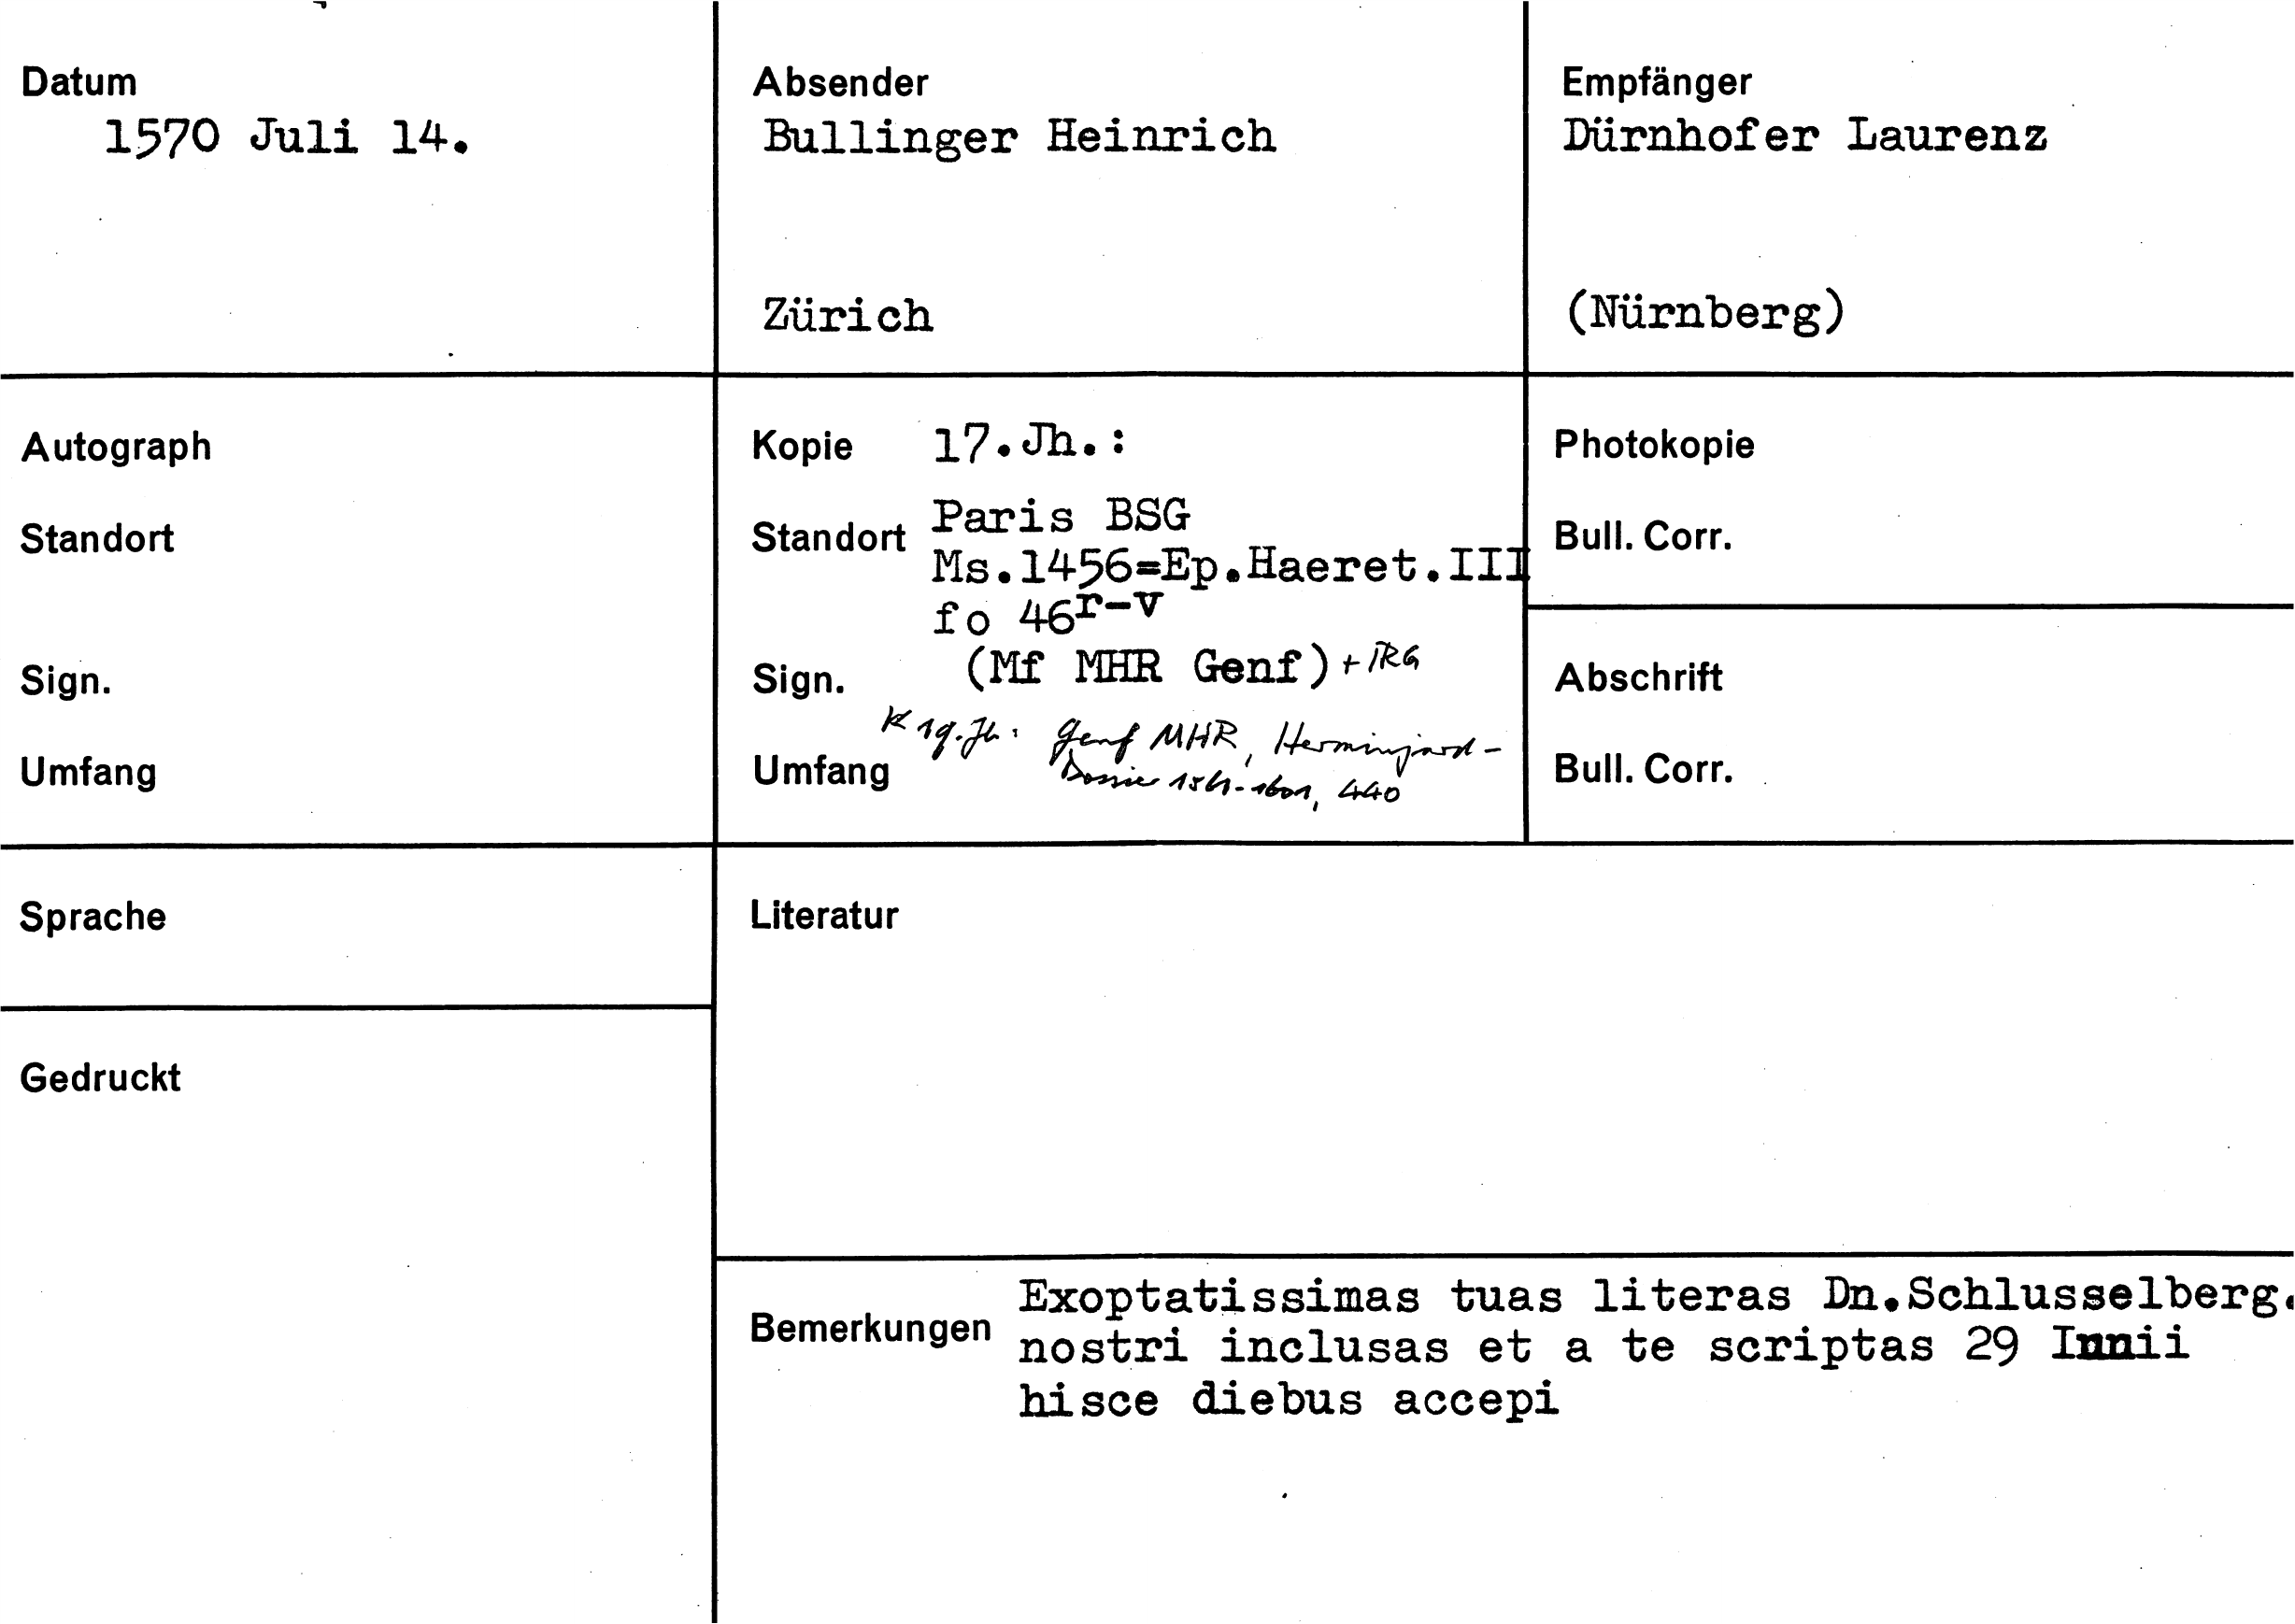 Datum
1570 Juli 14.
Absender
Bullinger Heinrich
Zürich
Empfänger
Dürnhofer Laurenz
(Nürnberg)
Autograph
Standort
Sign.
Umfang
Kopie 17.Jh.:
Standort Paris BSG
Ms.1456=Ep.Haeret.III
fo 46r-v
Sign. (Mf MHR Genf) + IRG
K 19.Jh: Genf MHR, Herminjard-
Umfang Dossier 1561-1601, 440
Photokopie
Bull. Corr.
Abschrift
Bull. Corr.
Sprache
Gedruckt
Literatur
Bemerkungen
Exoptatissimas tuas literas Dn.Schlusselberg.
nostri inclusas et a te scriptas 29 Iunii
hisce diebus accepi